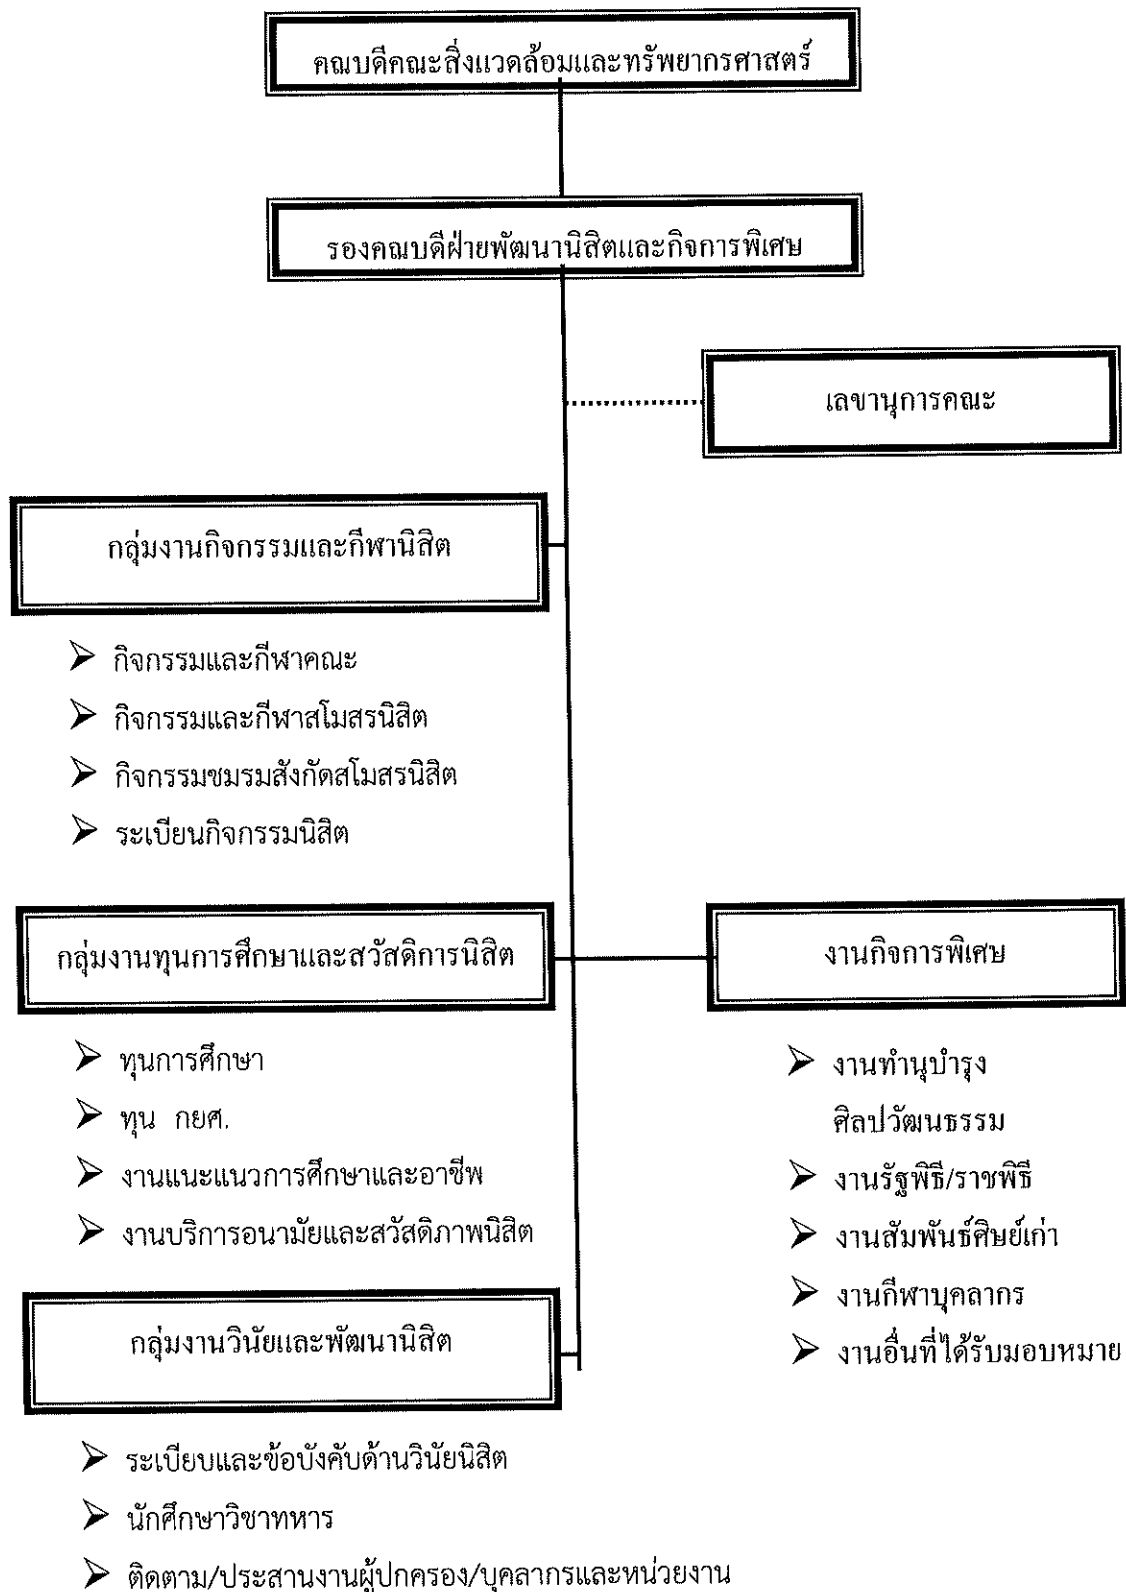 คณบดีคณะสิ่งแวดล้อมและทรัพยากรศาสตร์
รองคณบดีฝ่ายพัฒนานิสิตและกิจการพิเศษ
เลขานุการคณะ
กลุ่มงานกิจกรรมและกีฬานิสิต
➢ กิจกรรมและกีฬาคณะ
➢ กิจกรรมและกีฬาสโมสรนิสิต
➢ กิจกรรมชมรมสังกัดสโมสรนิสิต
➢ ระเบียนกิจกรรมนิสิต
กลุ่มงานทุนการศึกษาและสวัสดิการนิสิต
➢ ทุนการศึกษา
➢ ทุน กยศ.
➢ งานแนะแนวการศึกษาและอาชีพ
➢ งานบริการอนามัยและสวัสดิภาพนิสิต
งานกิจการพิเศษ
➢ งานทำนุบำรุง
ศิลปวัฒนธรรม
➢ งานรัฐพิธี/ราชพิธี
➢ งานสัมพันธ์ศิษย์เก่า
➢ งานกีฬาบุคลากร
➢ งานอื่นที่ได้รับมอบหมาย
กลุ่มงานวินัยและพัฒนานิสิต
➢ ระเบียบและข้อบังคับด้านวินัยนิสิต
➢ นักศึกษาวิชาทหาร
➢ ติดตาม/ประสานงานผู้ปกครอง/บุคลากรและหน่วยงาน